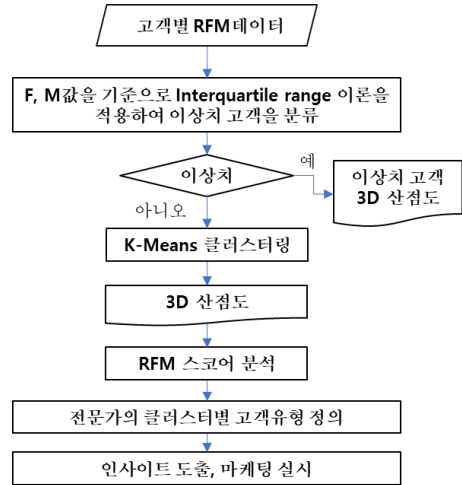 고객별 RFM데이터
F, M값을 기준으로 Interquartile range 이론을
적용하여 이상치 고객을 분류
이상치
예
이상치 고객
3D 산점도
아니오
K-Means 클러스터링
3D 산점도
RFM 스코어 분석
전문가의 클러스터별 고객유형 정의
인사이트 도출, 마케팅 실시